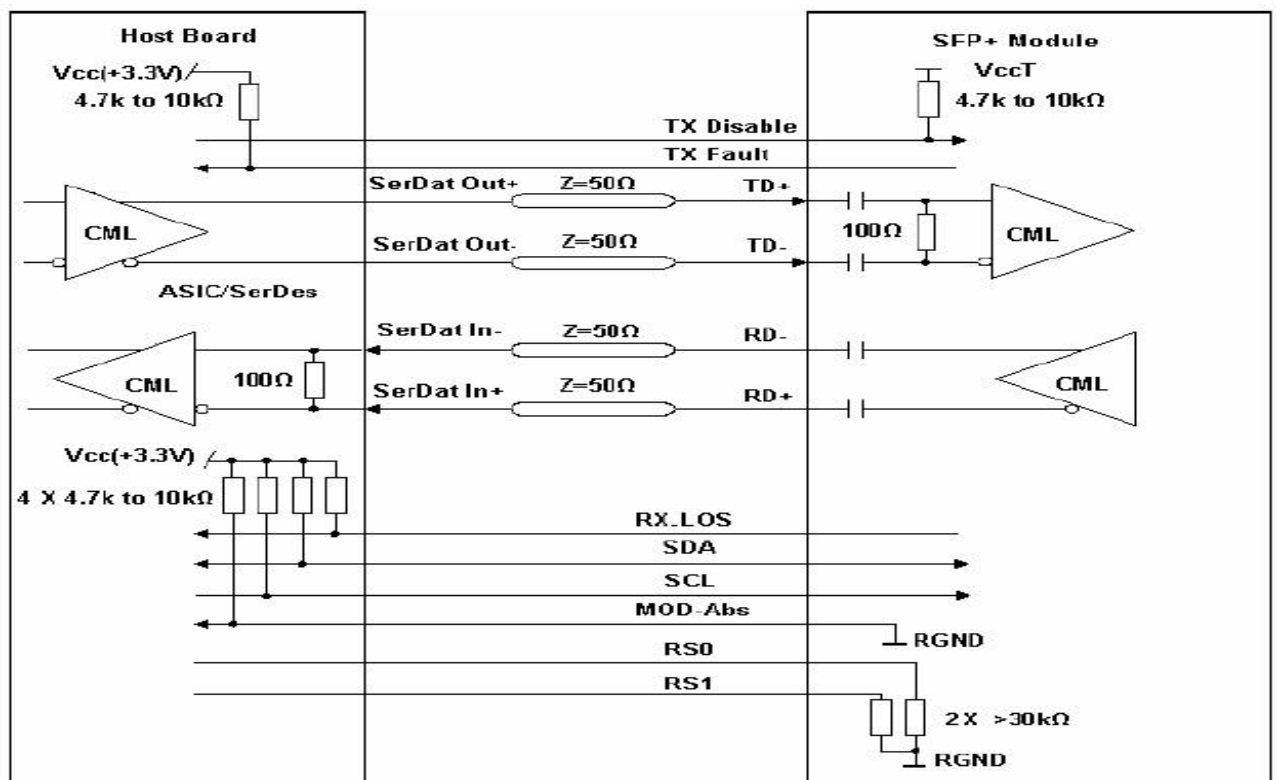 Host Board
SFP+ Module
Vcc(+3.3V)
VccT
4.7k to 10kΩ
4.7k to 10kΩ
TX Disable
TX Fault
SerDat Out+
Z=50Ω
TD+
CML
100Ω
CML
SerDat Out-
Z=50Ω
TD-
ASIC/SerDes
SerDat In-
Z=50Ω
RD-
CML
100Ω
CML
SerDat In+
Z=50Ω
RD+
Vcc(+3.3V)
4 X 4.7k to 10kΩ
RX_LOS
SDA
SCL
MOD-Abs
RGND
RS0
RS1
2X >30kΩ
RGND